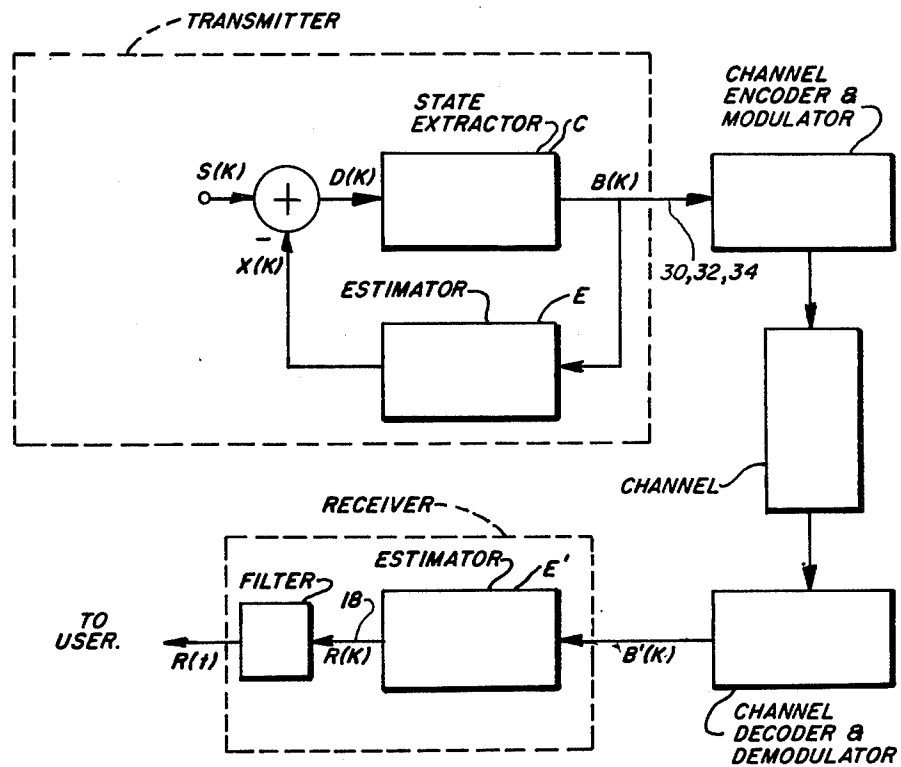 TRANSMITTER
CHANNEL
ENCODER &
MODULATOR
STATE
EXTRACTOR C
S(K)
+
D(K)
B(K)
-
X(K)
30,32,34
ESTIMATOR
E
CHANNEL
RECEIVER
ESTIMATOR
E'
FILTER
18
TO
USER.
R(t)
R(K)
B'(K)
CHANNEL
DECODER &
DEMODULATOR